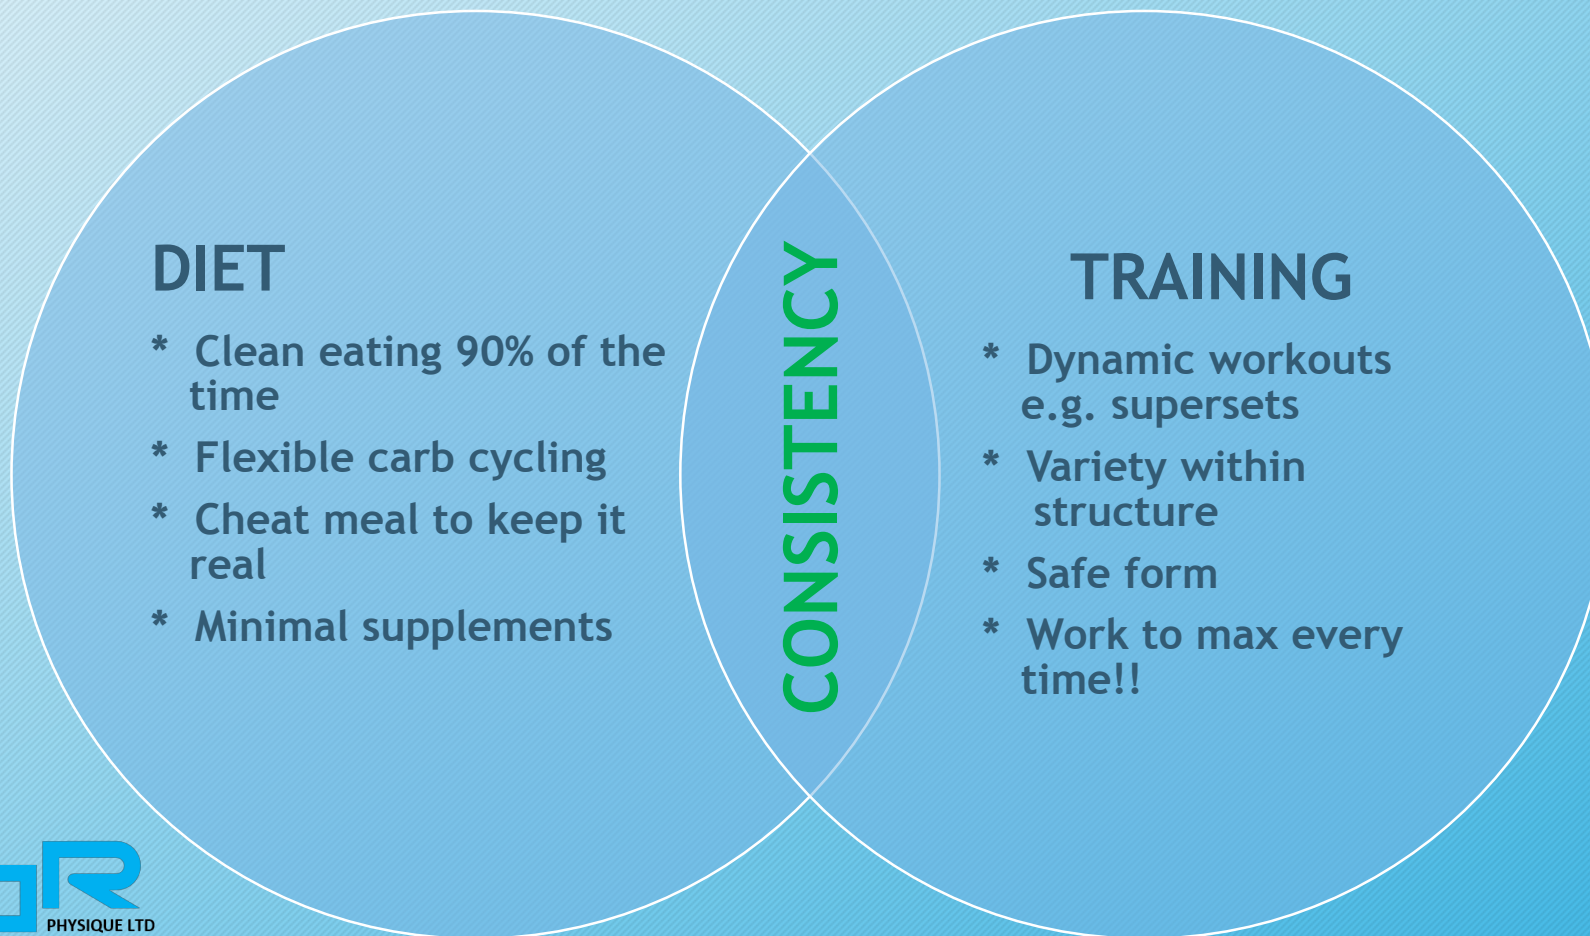 DIET
* Clean eating 90% of the
time
* Flexible carb cycling
* Cheat meal to keep it
real
* Minimal supplements
CONSISTENCY
TRAINING
* Dynamic workouts
e.g. supersets
* Variety within
structure
* Safe form
* Work to max every
time!!
R
PHYSIQUE LTD